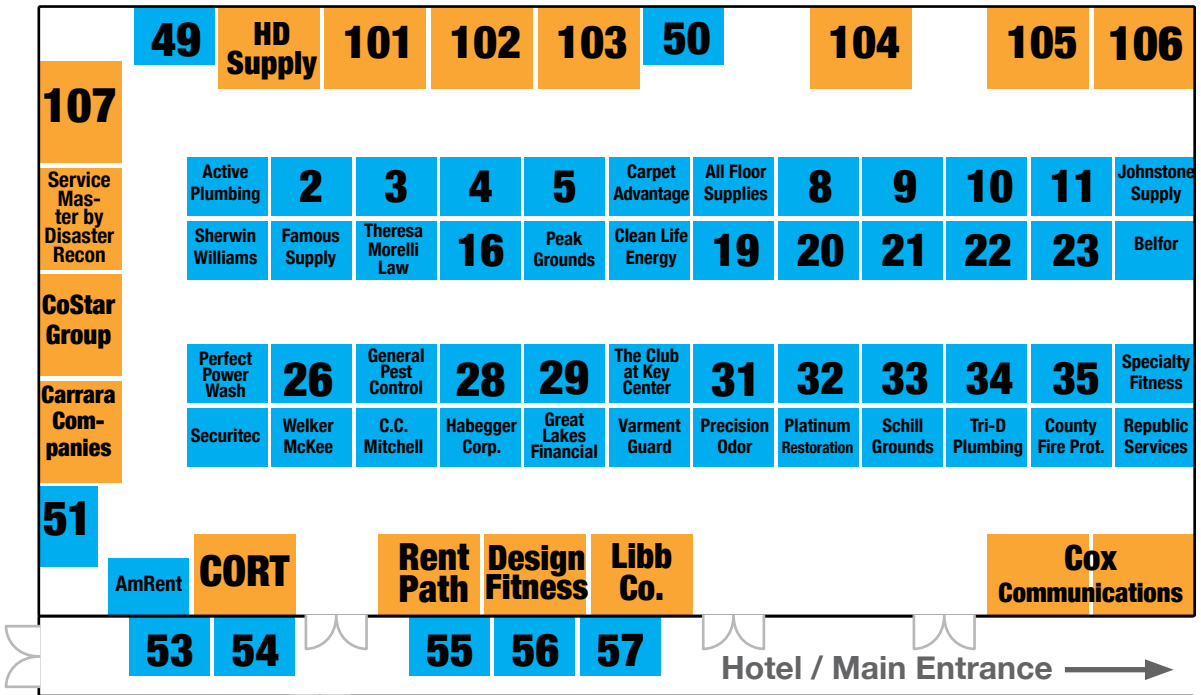 49
HD
Supply
101
102
103
50
104
105
106
107
Service
Mas-
ter by
Disaster
Recon
CoStar
Group
Carrara
Com-
panies
51
Active
Plumbing
2
3
4
5
Carpet
Advantage
All Floor
Supplies
8
9
10
11
Johnstone
Supply
Sherwin
Williams
Famous
Supply
Theresa
Morelli
Law
16
Peak
Grounds
Clean Life
Energy
19
20
21
22
23
Belfor
Perfect
Power
Wash
26
General
Pest
Control
28
29
The Club
at Key
Center
31
32
33
34
35
Specialty
Fitness
Securitec
Welker
McKee
C.C.
Mitchell
Habegger
Corp.
Great
Lakes
Financial
Varment
Guard
Precision
Odor
Platinum
Restoration
Schill
Grounds
Tri-D
Plumbing
County
Fire Prot.
Republic
Services
AmRent
CORT
Rent
Path
Design
Fitness
Libb
Co.
Cox
Communications
53
54
55
56
57
Hotel / Main Entrance